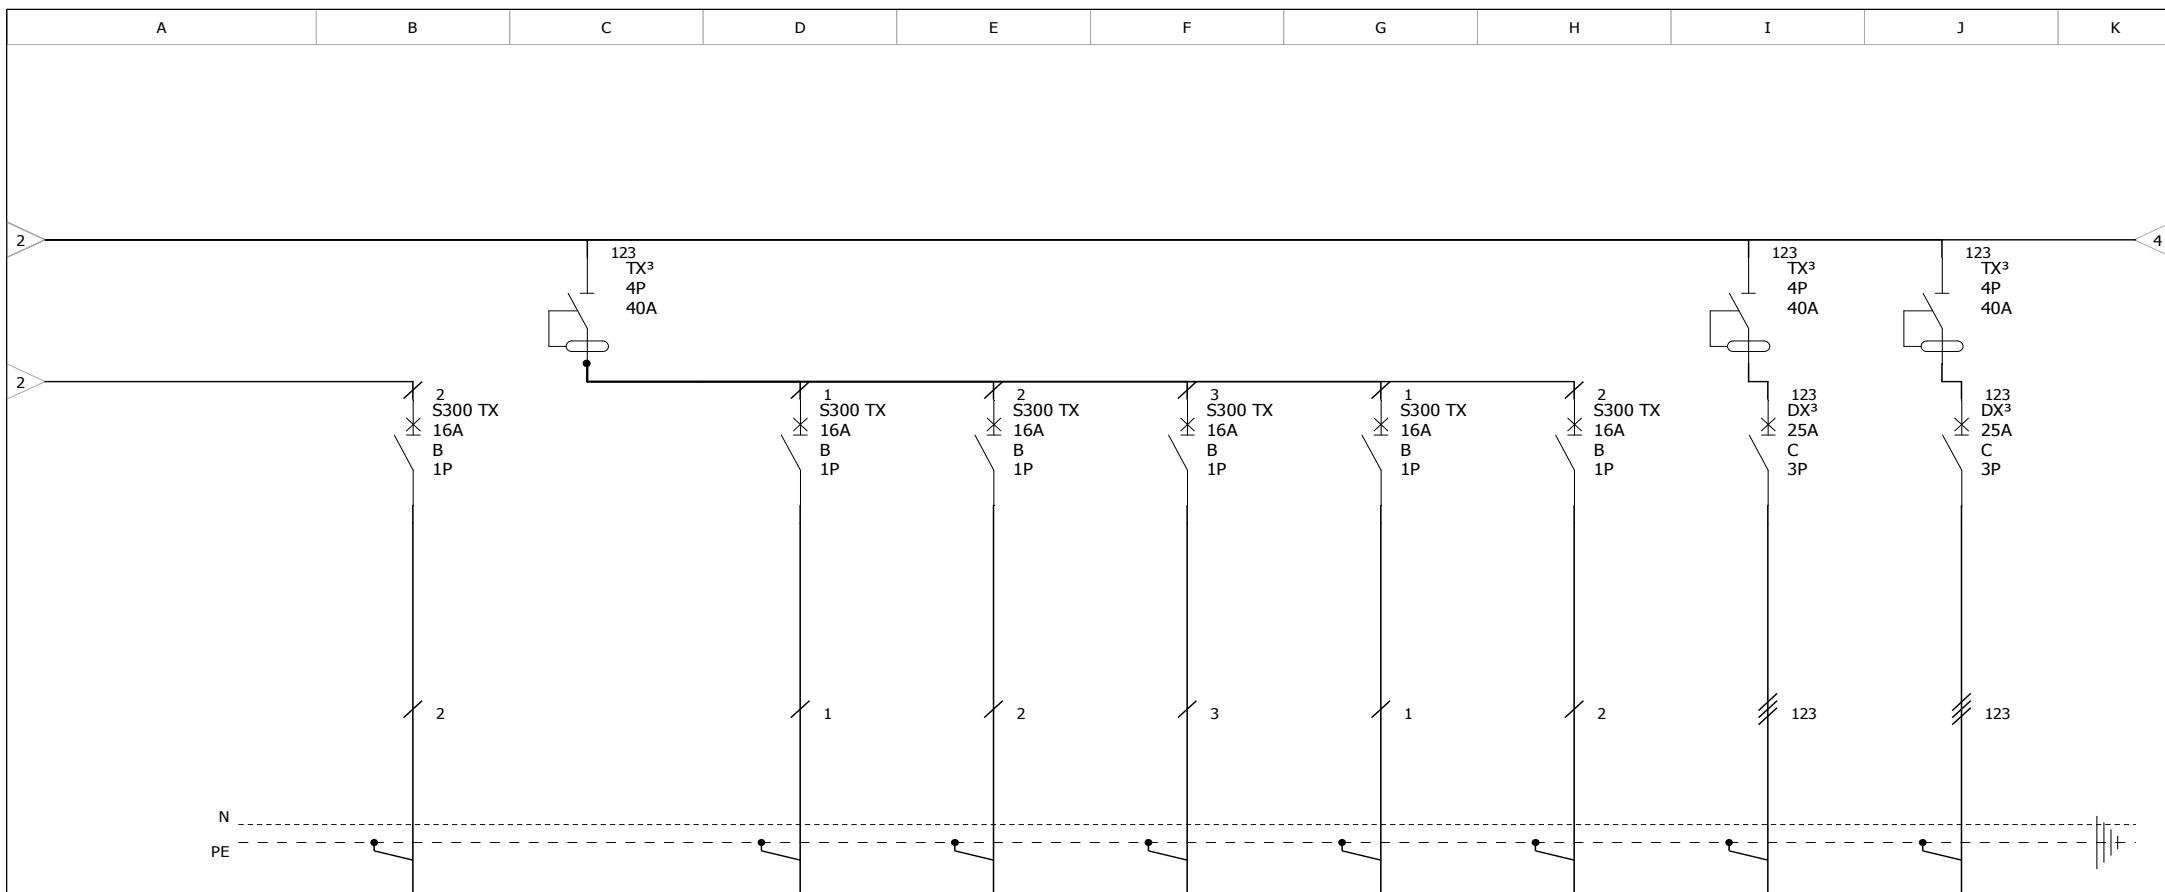 A B C D E F G H I J K
2 4
123 123 123
TX³ TX³ TX³
4P 4P 4P
40A 40A 40A
2
2 1 2 3 1 2 123 123
S300 TX S300 TX S300 TX S300 TX S300 TX S300 TX DX³ DX³
16A 16A 16A 16A 16A 16A 25A 25A
B B B B B B C C
1P 1P 1P 1P 1P 1P 3P 3P
2 1 2 3 1 2 123 123
N
PE